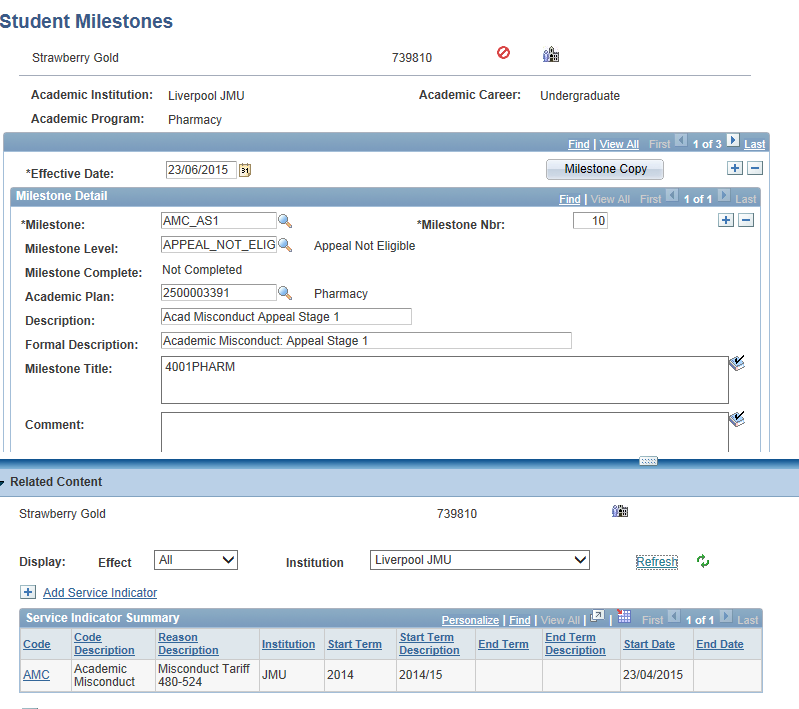 Student Milestones
Strawberry Gold 739810
Academic Institution: Liverpool JMU Academic Career: Undergraduate
Academic Program: Pharmacy
Find | View All First 1 of 3 Last
*Effective Date: 23/06/2015 31 Milestone Copy
Milestone Detail Find | View All First 1 of 1 Last
*Milestone: AMC_AS1 *Milestone Nbr: 10
Milestone Level: APPEAL_NOT_ELIG Appeal Not Eligible
Milestone Complete: Not Completed
Academic Plan: 2500003391 Pharmacy
Description: Acad Misconduct Appeal Stage 1
Formal Description: Academic Misconduct: Appeal Stage 1
Milestone Title: 4001PHARM
Comment:
Related Content
Strawberry Gold 739810
Display: Effect All Institution Liverpool JMU Refresh
Add Service Indicator
Service Indicator Summary Personalize | Find | View All | | First 1 of 1 Last
Code Code Description Reason Description Institution Start Term Start Term Description End Term End Term Description Start Date End Date
AMC Academic Misconduct Misconduct Tariff 480-524 JMU 2014 2014/15 23/04/2015